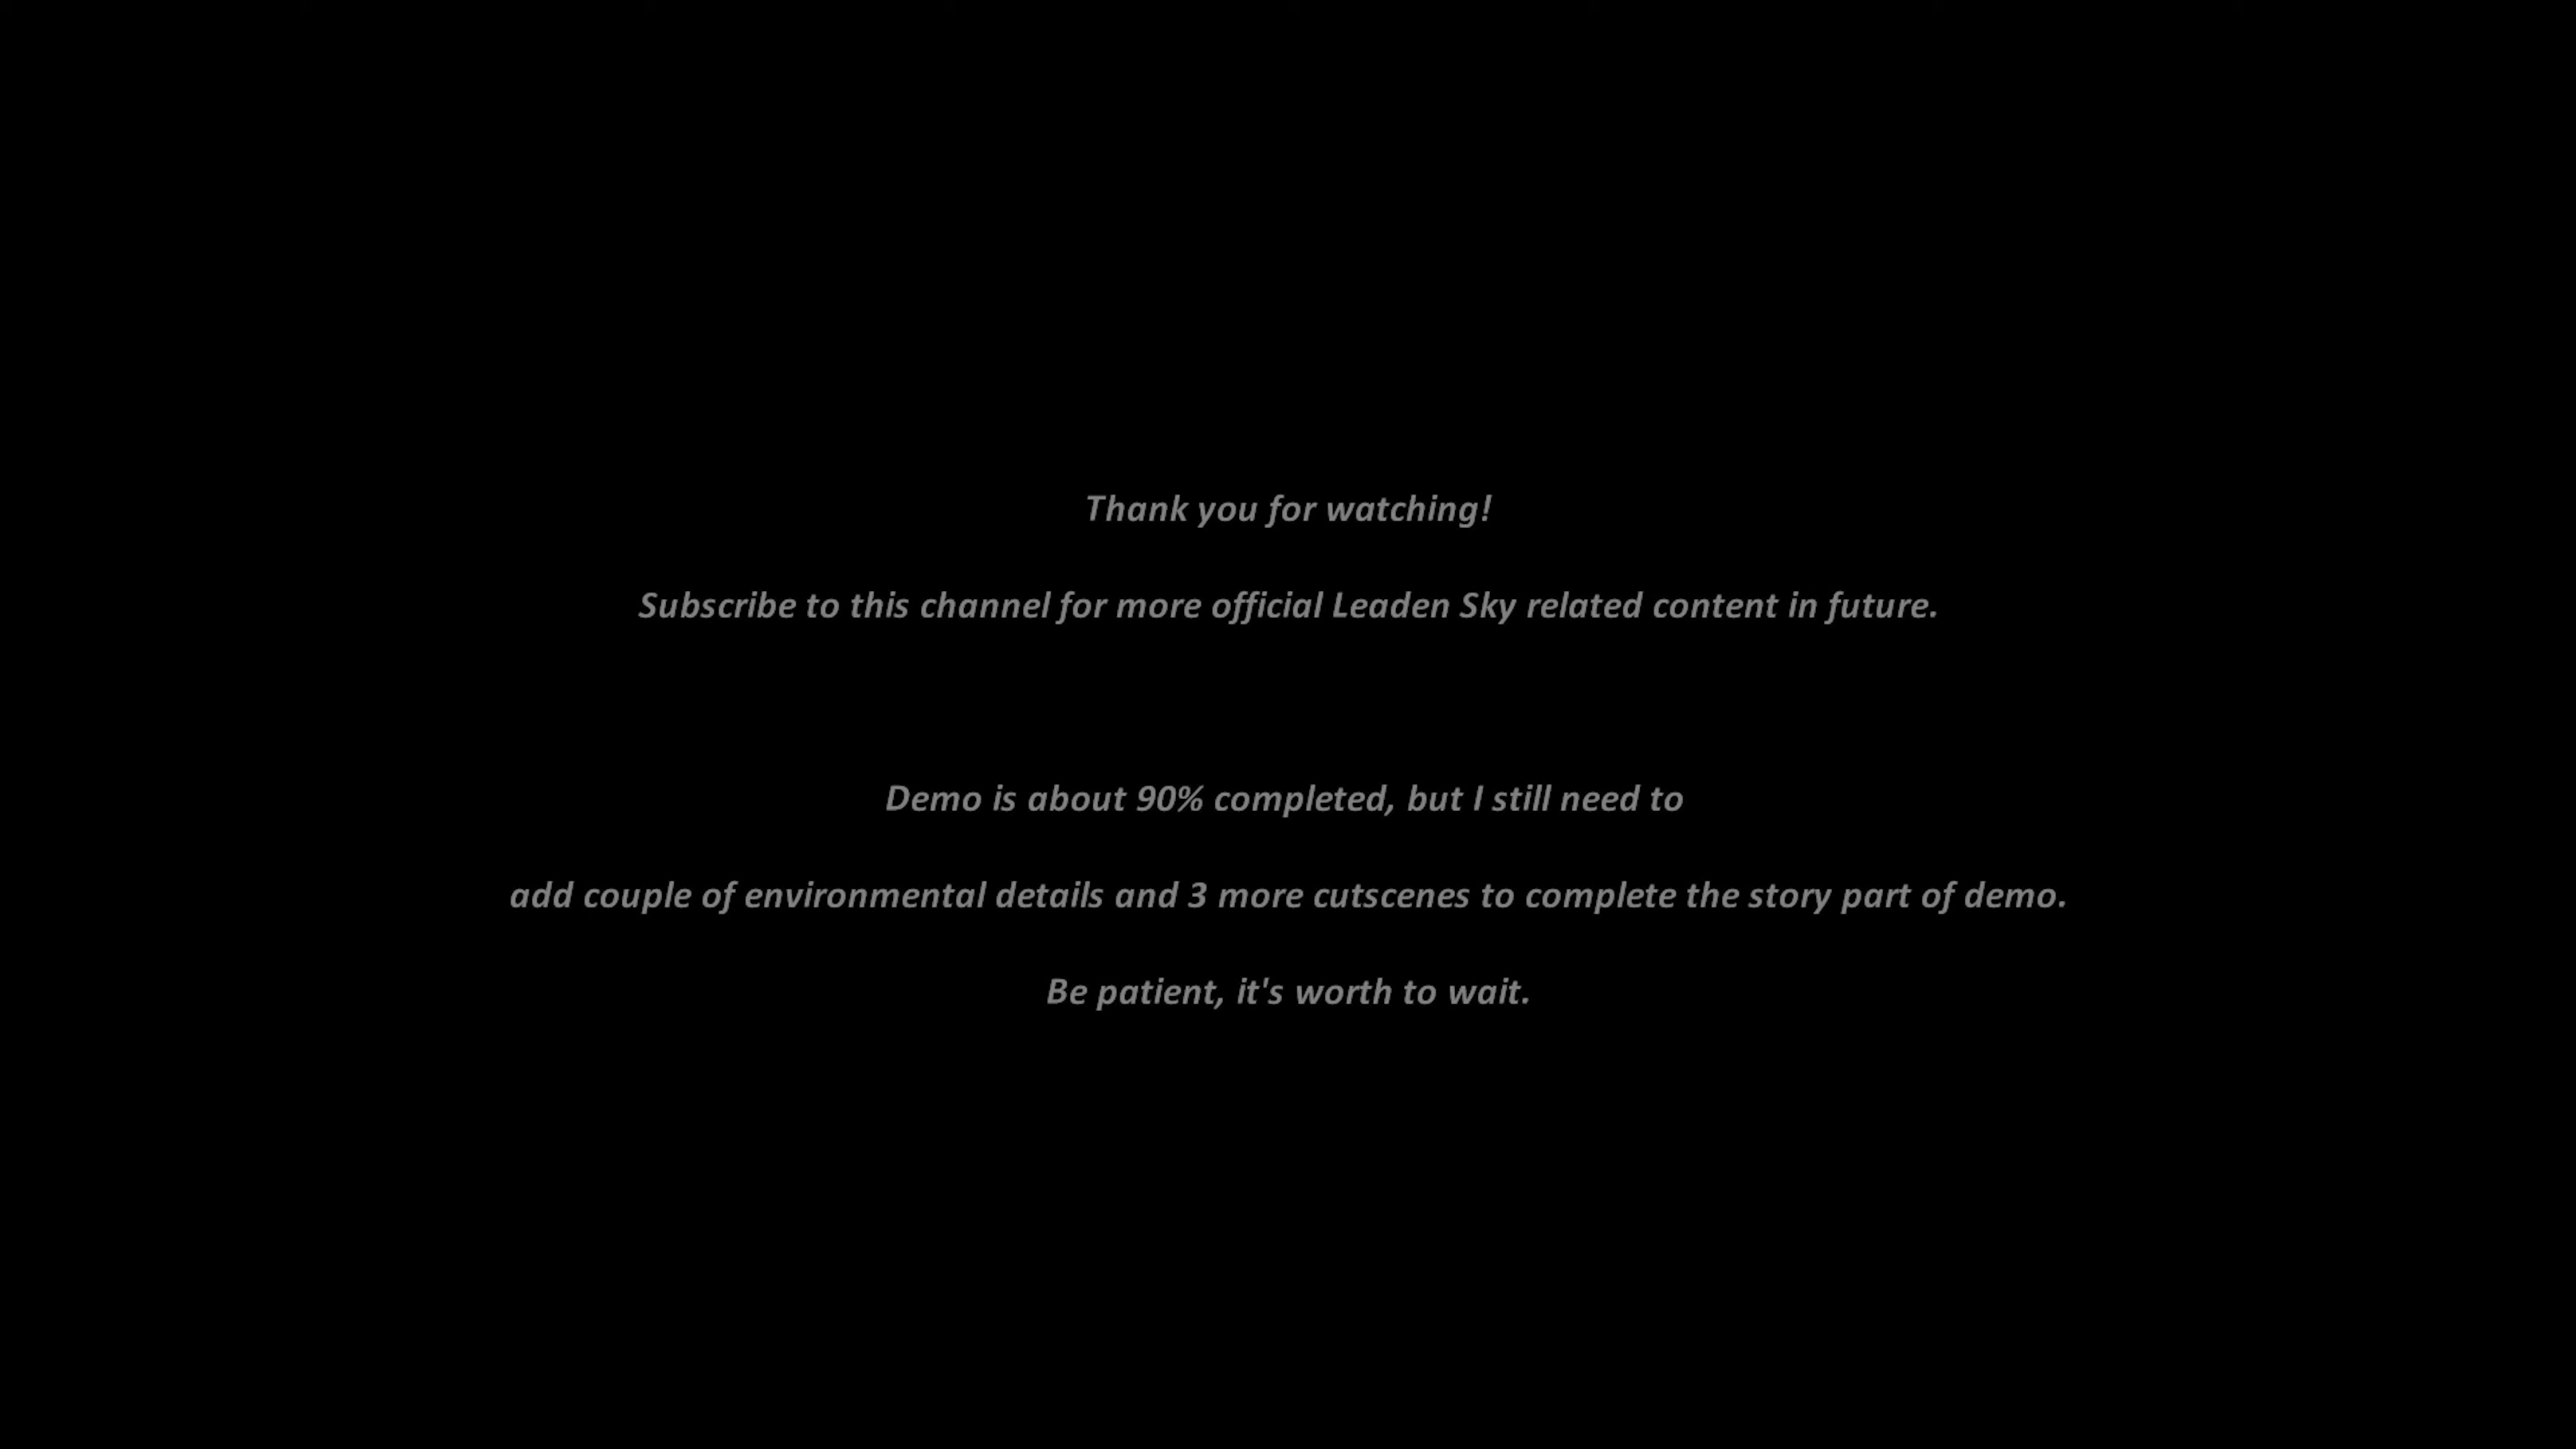 Thank you for watching!
Subscribe to this channel for more official Leaden Sky related content in future.
Demo is about 90% completed, but I still need to
add couple of environmental details and 3 more cutscenes to complete the story part of demo.
Be patient, it's worth to wait.